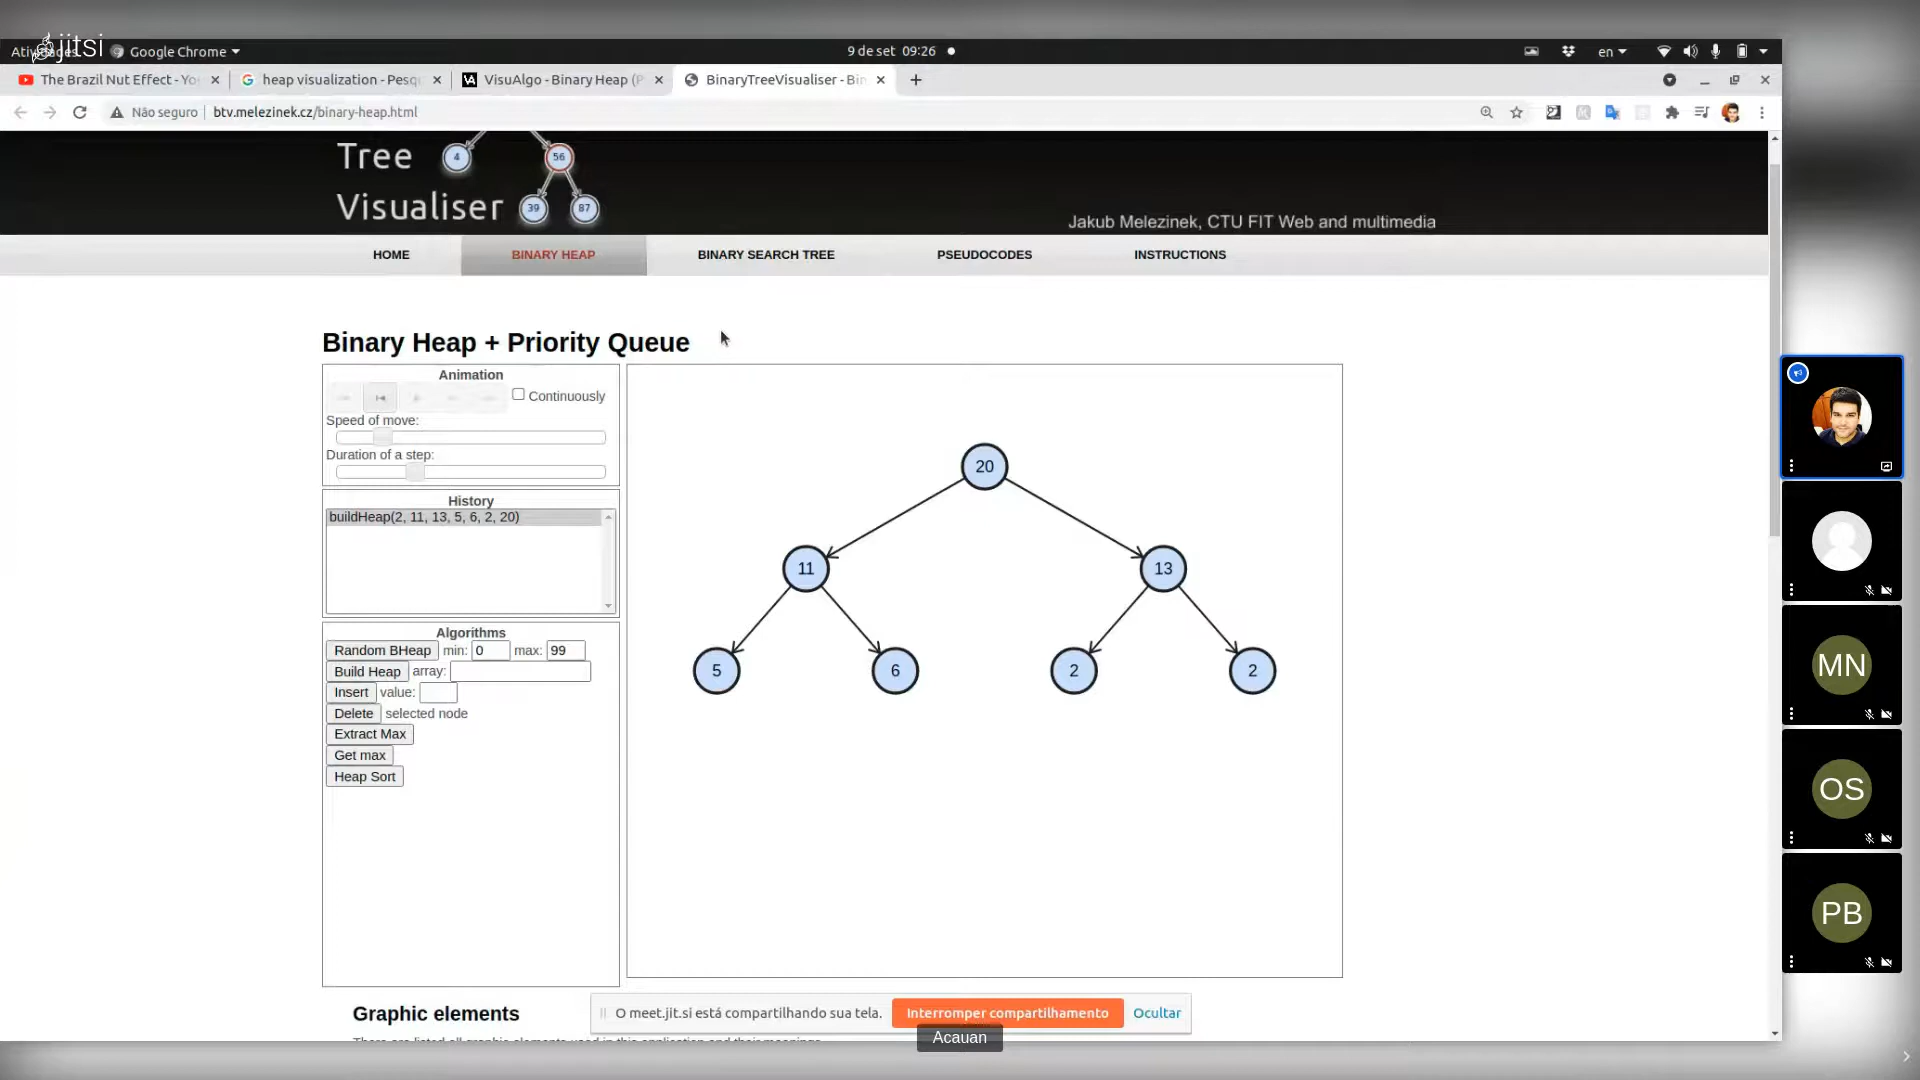 jitsi
Google Chrome
9 de set 09:26
en
The Brazil Nut Effect - Yo
heap visualization - Pesq
VisuAlgo - Binary Heap (P
BinaryTreeVisualiser - Bin
Não seguro
btv.melezinek.cz/binary-heap.html
Tree
4
56
Visualiser
39
87
Jakub Melezinek, CTU FIT Web and multimedia
HOME
BINARY HEAP
BINARY SEARCH TREE
PSEUDOCODES
INSTRUCTIONS
Binary Heap + Priority Queue
Animation
Continuously
Speed of move:
Duration of a step:
History
buildHeap(2, 11, 13, 5, 6, 2, 20)
Algorithms
Random BHeap min: 0 max: 99
Build Heap array:
Insert value:
Delete selected node
Extract Max
Get max
Heap Sort
20
11
13
5
6
2
2
Graphic elements
O meet.jit.si está compartilhando sua tela.
Interromper compartilhamento
Ocultar
Acauan
MN
OS
PB